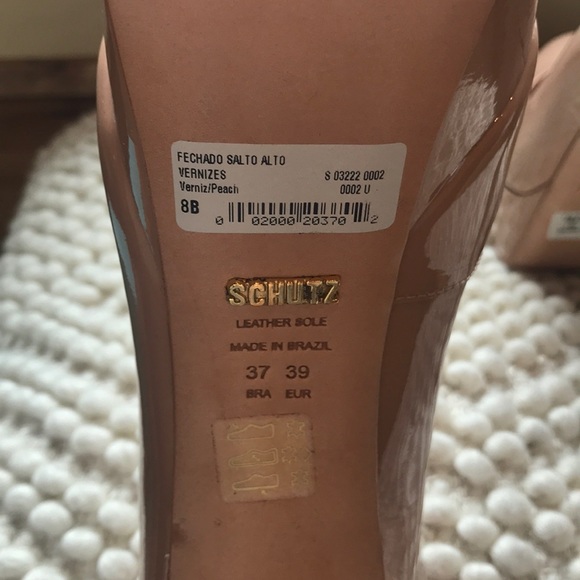 FECHADO SALTO ALTO
VERNIZES S 03222 0002
Verniz/Peach 0002 U
8B
0 02000 20370 2
SCHUTZ
LEATHER SOLE
MADE IN BRAZIL
37 39
BRA EUR